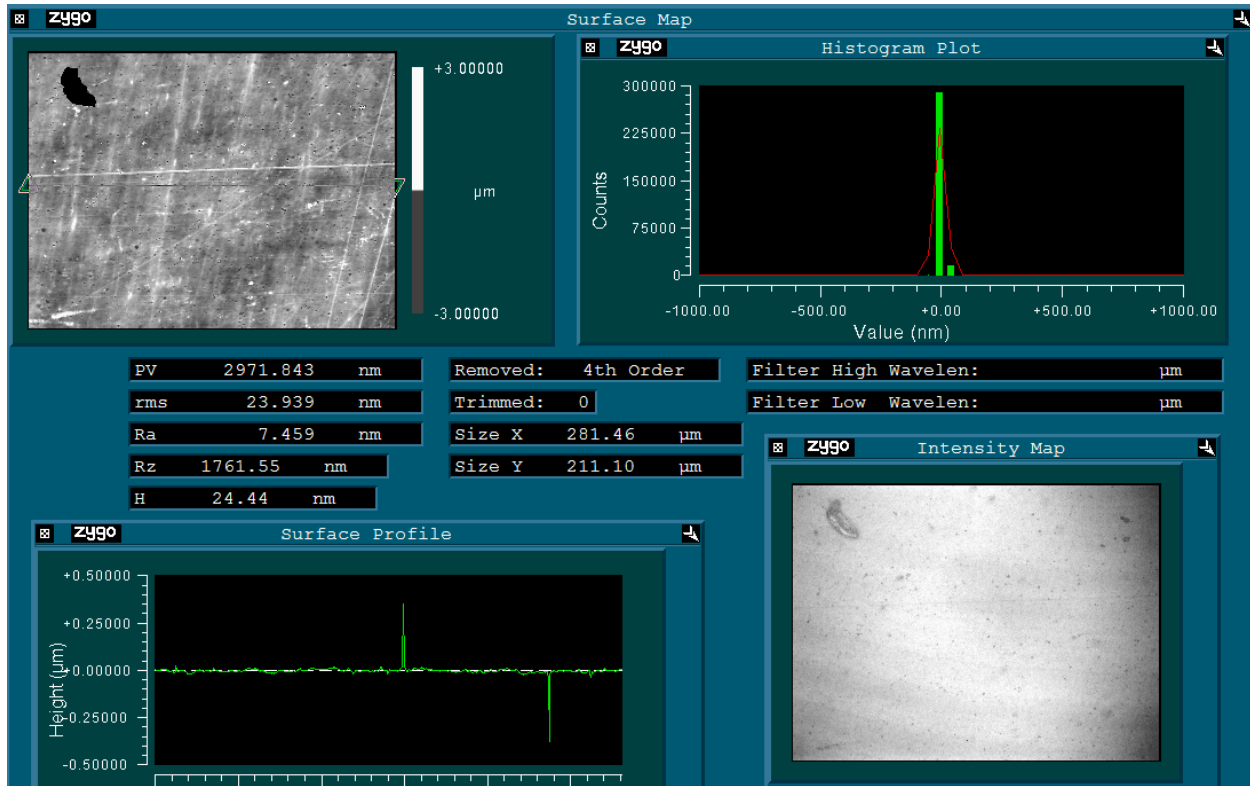 zygo Surface Map
+3.00000
µm
-3.00000
zygo Histogram Plot
300000
225000
150000
75000
0
Counts
-1000.00 -500.00 +0.00 +500.00 +1000.00
Value (nm)
PV 2971.843 nm
rms 23.939 nm
Ra 7.459 nm
Rz 1761.55 nm
H 24.44 nm
Removed: 4th Order
Trimmed: 0
Size X 281.46 µm
Size Y 211.10 µm
Filter High Wavelen: µm
Filter Low Wavelen: µm
zygo Surface Profile
+0.50000
+0.25000
+0.00000
-0.25000
-0.50000
Height (µm)
zygo Intensity Map